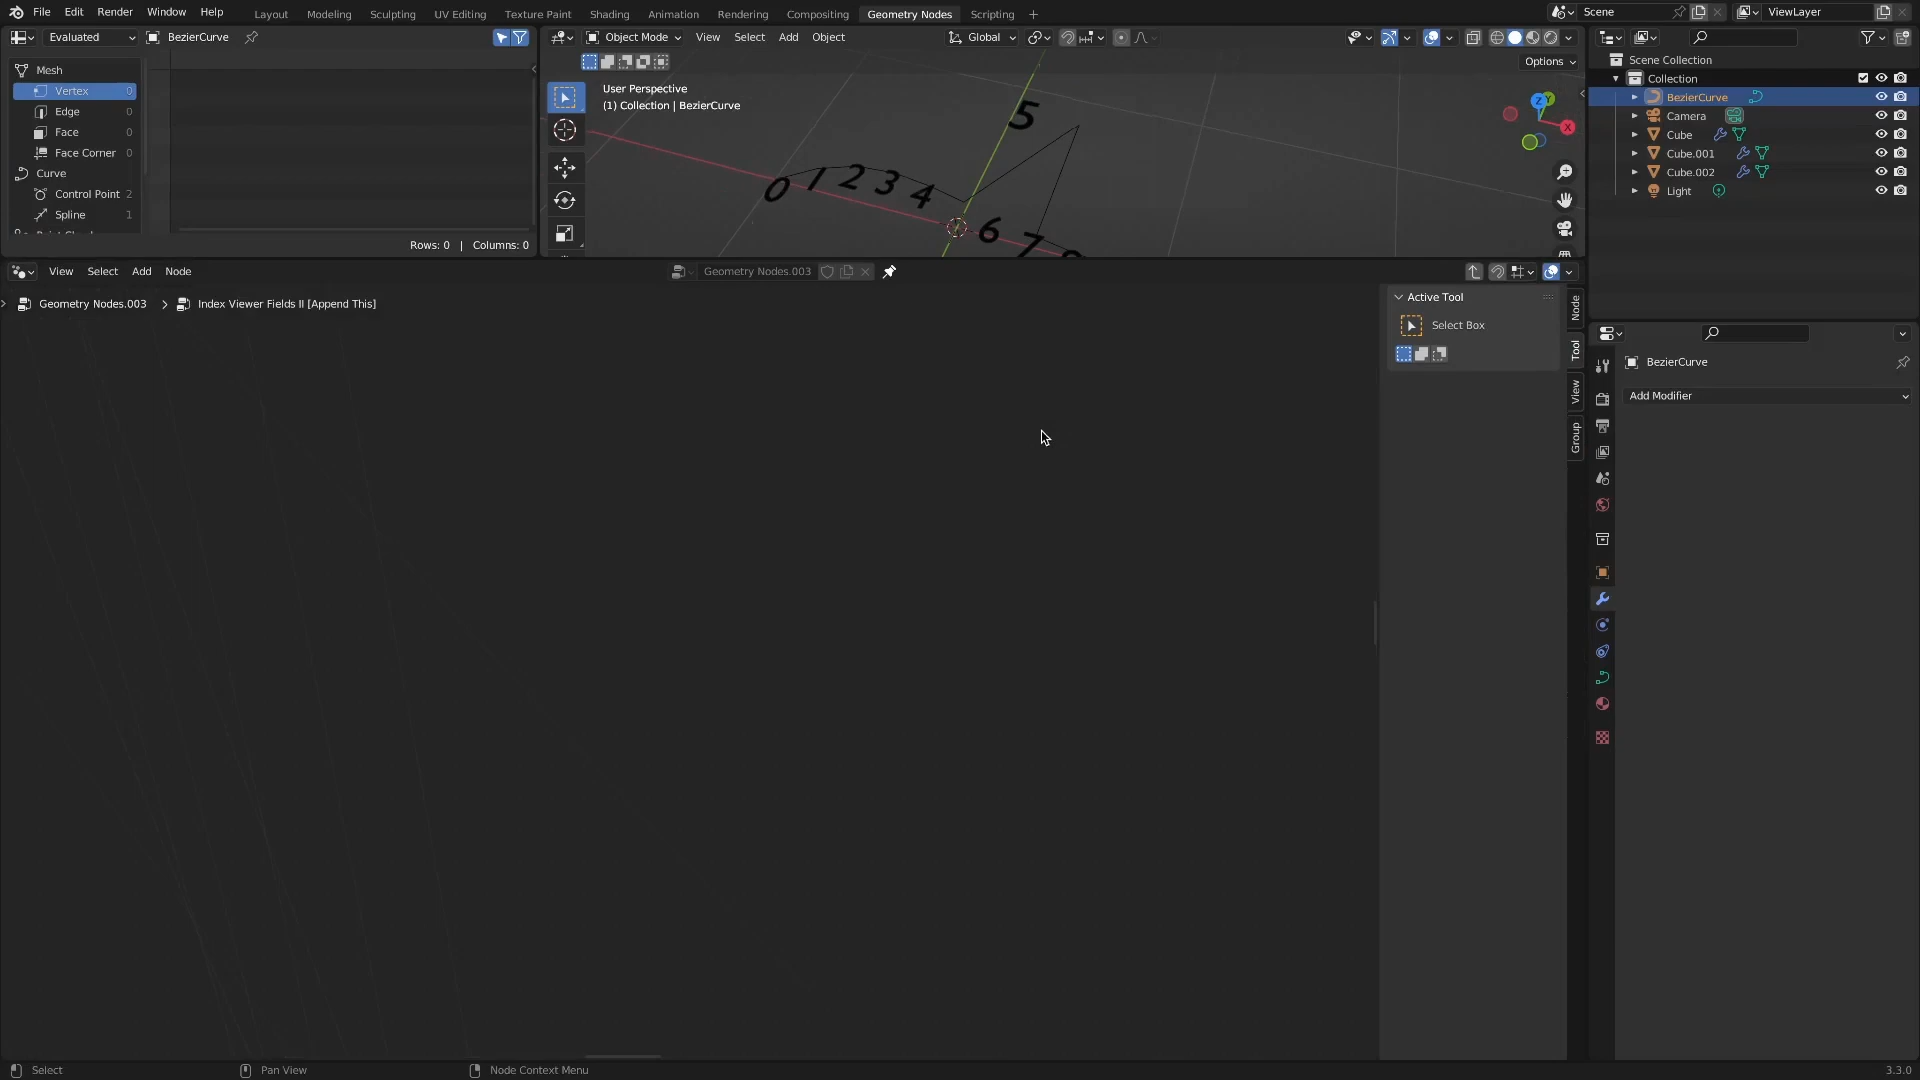 File Edit Render Window Help Layout Modeling Sculpting UV Editing Texture Paint Shading Animation Rendering Compositing Geometry Nodes Scripting + Scene ViewLayer
Evaluated BezierCurve
Object Mode View Select Add Object Global
Options
Mesh
Vertex 0
Edge 0
Face 0
Face Corner 0
Curve
Control Point 2
Spline 1
Rows: 0 | Columns: 0
User Perspective
(1) Collection | BezierCurve
0 1 2 3 4 5 6 7
Z Y X
Scene Collection
Collection
BezierCurve
Camera
Cube
Cube.001
Cube.002
Light
View Select Add Node Geometry Nodes.003
Geometry Nodes.003 > Index Viewer Fields II [Append This]
Active Tool
Select Box
Node
Tool
View
Group
BezierCurve
Add Modifier
Select Pan View Node Context Menu 3.3.0